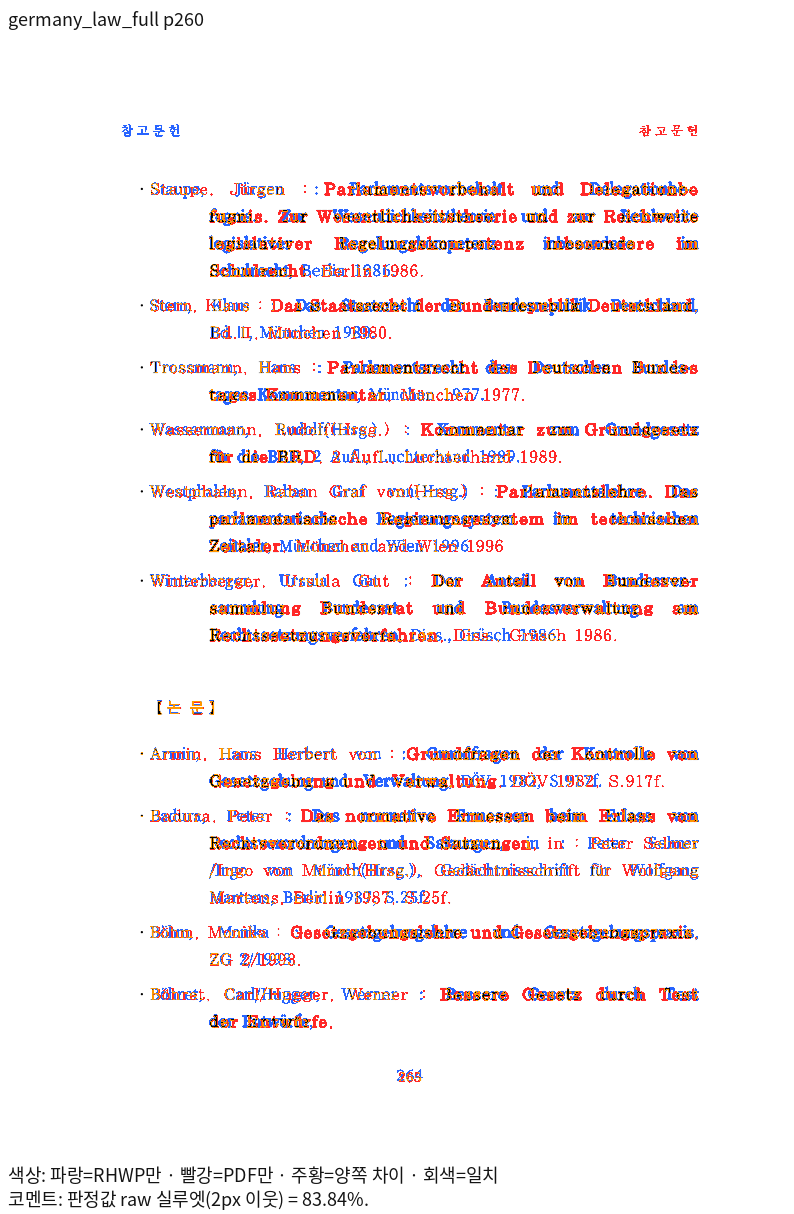 germany_law_full p260
참고문헌 참고문헌
· Staupe, Jürgen : Parlamentsvorbehalt und Delegationsbe
fugnis. Zur Wesentlichkeitstheorie und zur Reichweite
legislativer Regelungskompetenz inbesondere im
Schulrecht, Berlin 1986.
· Stern, Klaus : Das Staatsrecht der Bundesrepublik Deutschland,
Bd. II, München 1980.
· Trossmann, Hans : Parlamentsrecht des Deutschen Bundes
tages Kommentar, München 1977.
· Wassermann, Rudolf(Hrsg.) : Kommentar zum Grundgesetz
für die BRD, 2 Aufl. Luchterhand 1989.
· Westphalen, Raban Graf von(Hrsg.) : Parlamentslehre. Das
parlamentarische Regierungssystem im technischen
Zeitalter, München und Wien 1996
· Winterberger, Ursula Gut : Der Anteil von Bundesver
sammlung Bundesrat und Bundesverwaltung am
Rechtssetzungsverfahren, Diss., Grüsch 1986.
【논 문】
· Arnim, Hans Herbert von : Grundfragen der Kontrolle von
Gesetzgebung und Verwaltung, DÖV 1982, S.917f.
· Badura, Peter : Das normative Ermessen beim Erlass von
Rechtsverordnungen und Satzungen, in : Peter Selmer
/Ingo von Münch(Hrsg.), Gedächtnisschrift für Wolfgang
Martens, Berlin 1987, S.25f.
· Böhm, Monika : Gesetzgebungslehre und Gesetzgebungspraxis,
ZG 2/1998.
· Böhret, Carl/Hugger, Werner : Bessere Gesetz durch Test
der Entwürfe,
색상: 파랑=RHWP만 · 빨강=PDF만 · 주황=양쪽 차이 · 회색=일치
코멘트: 판정값 raw 실루엣(2px 이웃) = 83.84%.